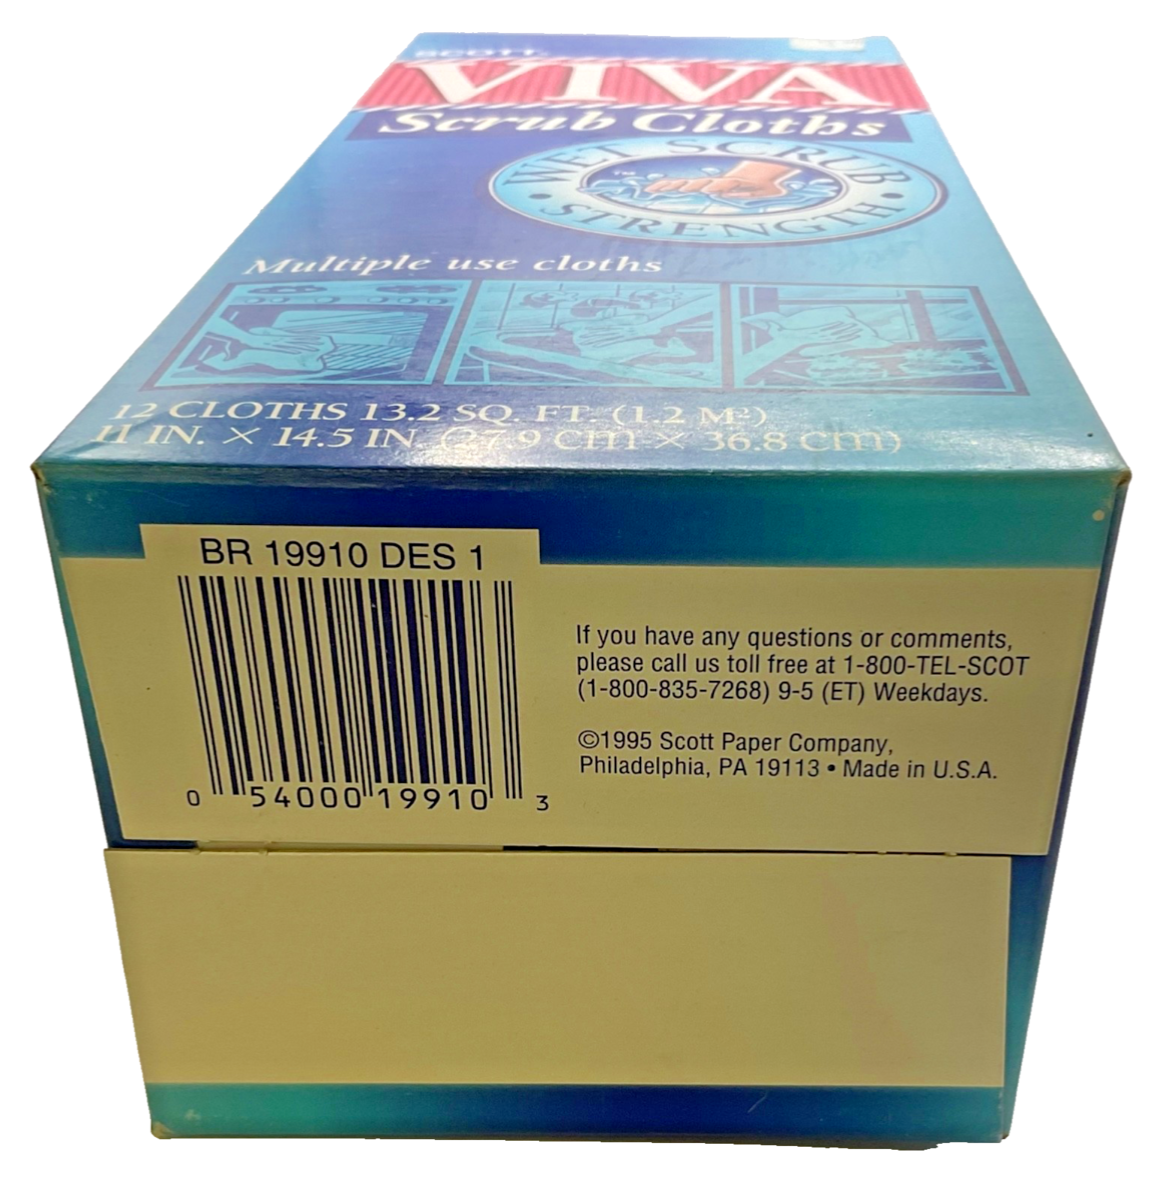 SCOTT
VIVA
Scrub Cloths
WET SCRUB
STRENGTH
TM
Multiple use cloths
12 CLOTHS 13.2 SQ. FT. (1.2 M²)
11 IN. X 14.5 IN. (27.9 cm X 36.8 cm)
BR 19910 DES 1
0 54000 19910 3
If you have any questions or comments,
please call us toll free at 1-800-TEL-SCOT
(1-800-835-7268) 9-5 (ET) Weekdays.
©1995 Scott Paper Company,
Philadelphia, PA 19113 • Made in U.S.A.